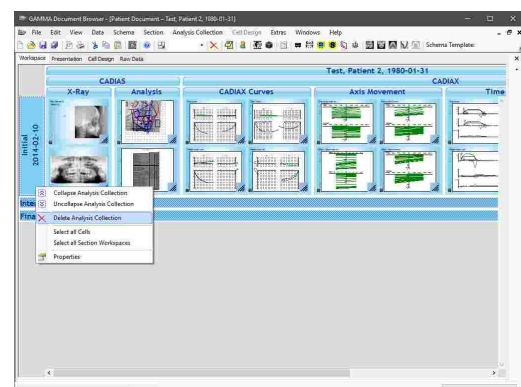 GAMMA Document Browser - [Patient Document - Test, Patient 2, 1980-01-31]
File Edit View Data Schema Section Analysis Collection Cell Design Extras Windows Help
Schema Template:
Workspace Presentation Cell Design Raw Data
Test, Patient 2, 1980-01-31
CADIAS CADIAX
X-Ray Analysis CADIAX Curves Axis Movement Time
Initial
2014-02-10
Collapse Analysis Collection
Uncollapse Analysis Collection
Inte
Delete Analysis Collection
Fina
Select all Cells
Select all Section Workspaces
Properties